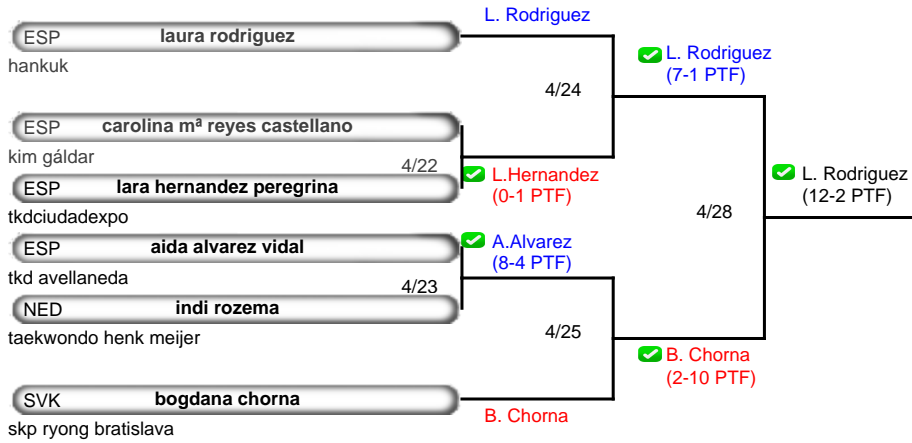 L. Rodriguez
ESP laura rodriguez
hankuk
L. Rodriguez
(7-1 PTF)
4/24
ESP carolina mª reyes castellano
kim gáldar
4/22
L.Hernandez
(0-1 PTF)
ESP lara hernandez peregrina
tkdciudadexpo
L. Rodriguez
(12-2 PTF)
4/28
ESP aida alvarez vidal
tkd avellaneda
A.Alvarez
(8-4 PTF)
4/23
NED indi rozema
taekwondo henk meijer
4/25
B. Chorna
(2-10 PTF)
SVK bogdana chorna
skp ryong bratislava
B. Chorna